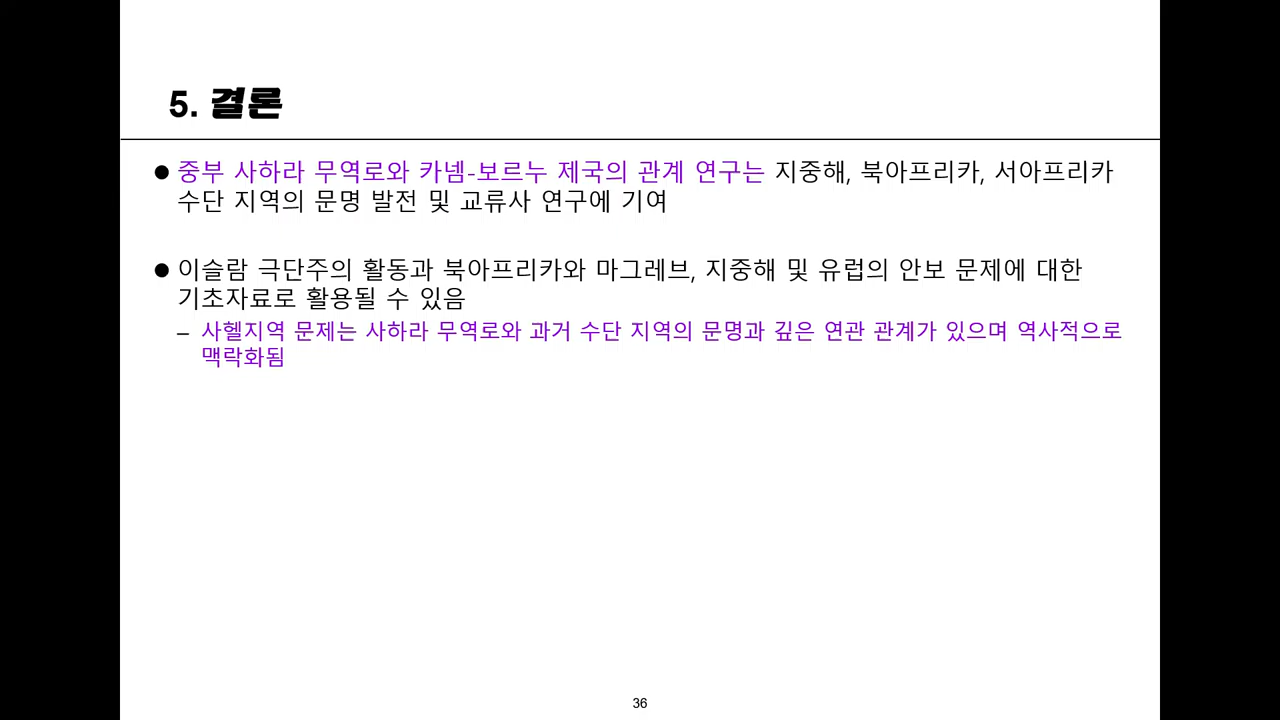 5. 결론
● 중부 사하라 무역로와 카넴-보르누 제국의 관계 연구는 지중해, 북아프리카, 서아프리카
수단 지역의 문명 발전 및 교류사 연구에 기여
● 이슬람 극단주의 활동과 북아프리카와 마그레브, 지중해 및 유럽의 안보 문제에 대한
기초자료로 활용될 수 있음
– 사헬지역 문제는 사하라 무역로와 과거 수단 지역의 문명과 깊은 연관 관계가 있으며 역사적으로
맥락화됨
36